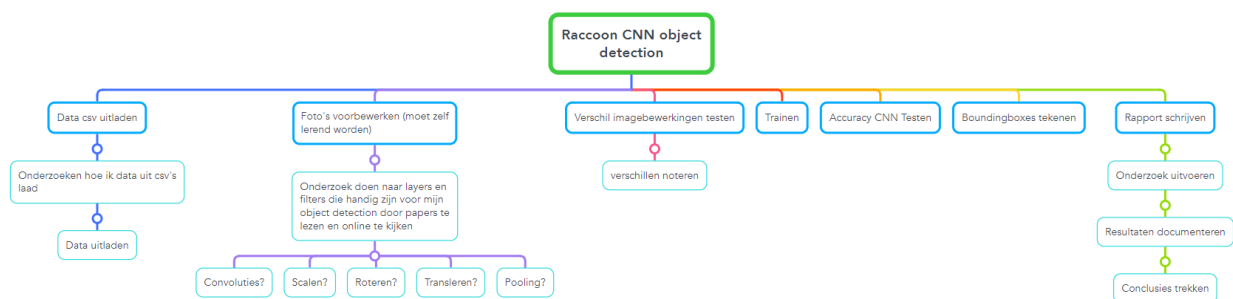 Raccoon CNN object
detection
Data csv uitladen
Foto's voorbewerken (moet zelf
lerend worden)
Verschil imagebewerkingen testen
Trainen
Accuracy CNN Testen
Boundingboxes tekenen
Rapport schrijven
Onderzoeken hoe ik data uit csv's
laad
Onderzoek doen naar layers en
filters die handig zijn voor mijn
object detection door papers te
lezen en online te kijken
verschillen noteren
Onderzoek uitvoeren
Data uitladen
Resultaten documenteren
Convoluties?
Scalen?
Roteren?
Transleren?
Pooling?
Conclusies trekken